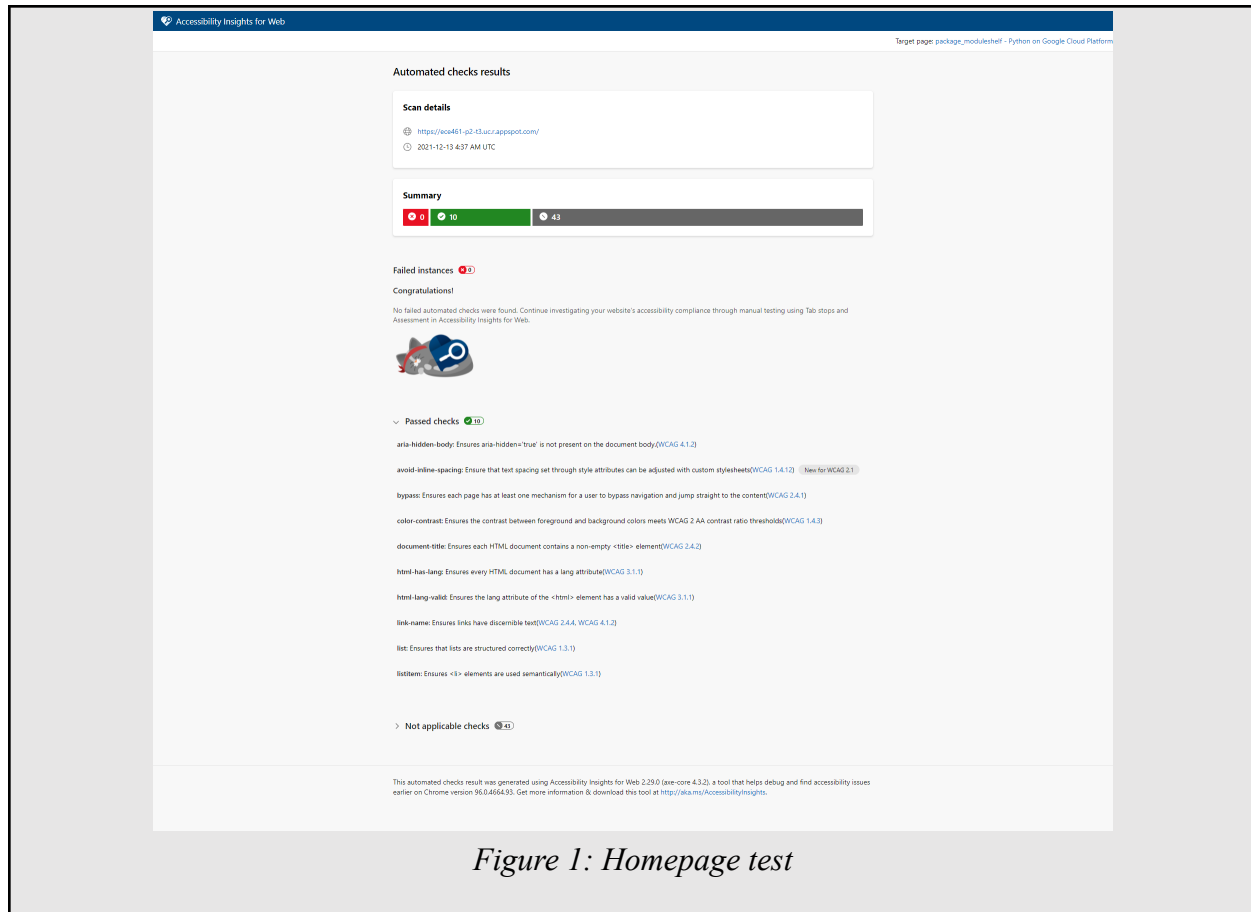 Accessibility Insights for Web
Target page: package_moduleshelf - Python on Google Cloud Platform
Automated checks results
Scan details
https://ece461-p2-t3.uc.r.appspot.com/
2021-12-13 4:37 AM UTC
Summary
0 10 43
Failed instances 0
Congratulations!
No failed automated checks were found. Continue investigating your website's accessibility compliance through manual testing using Tab stops and
Assessment in Accessibility Insights for Web.
Passed checks 10
aria-hidden-body: Ensures aria-hidden='true' is not present on the document body.(WCAG 4.1.2)
avoid-inline-spacing: Ensure that text spacing set through style attributes can be adjusted with custom stylesheets(WCAG 1.4.12) New for WCAG 2.1
bypass: Ensures each page has at least one mechanism for a user to bypass navigation and jump straight to the content(WCAG 2.4.1)
color-contrast: Ensures the contrast between foreground and background colors meets WCAG 2 AA contrast ratio thresholds(WCAG 1.4.3)
document-title: Ensures each HTML document contains a non-empty <title> element(WCAG 2.4.2)
html-has-lang: Ensures every HTML document has a lang attribute(WCAG 3.1.1)
html-lang-valid: Ensures the lang attribute of the <html> element has a valid value(WCAG 3.1.1)
link-name: Ensures links have discernible text(WCAG 2.4.4, WCAG 4.1.2)
list: Ensures that lists are structured correctly(WCAG 1.3.1)
listitem: Ensures <li> elements are used semantically(WCAG 1.3.1)
Not applicable checks 43
This automated checks result was generated using Accessibility Insights for Web 2.29.0 (axe-core 4.3.2), a tool that helps debug and find accessibility issues
earlier on Chrome version 96.0.4664.93. Get more information & download this tool at http://aka.ms/AccessibilityInsights.
Figure 1: Homepage test